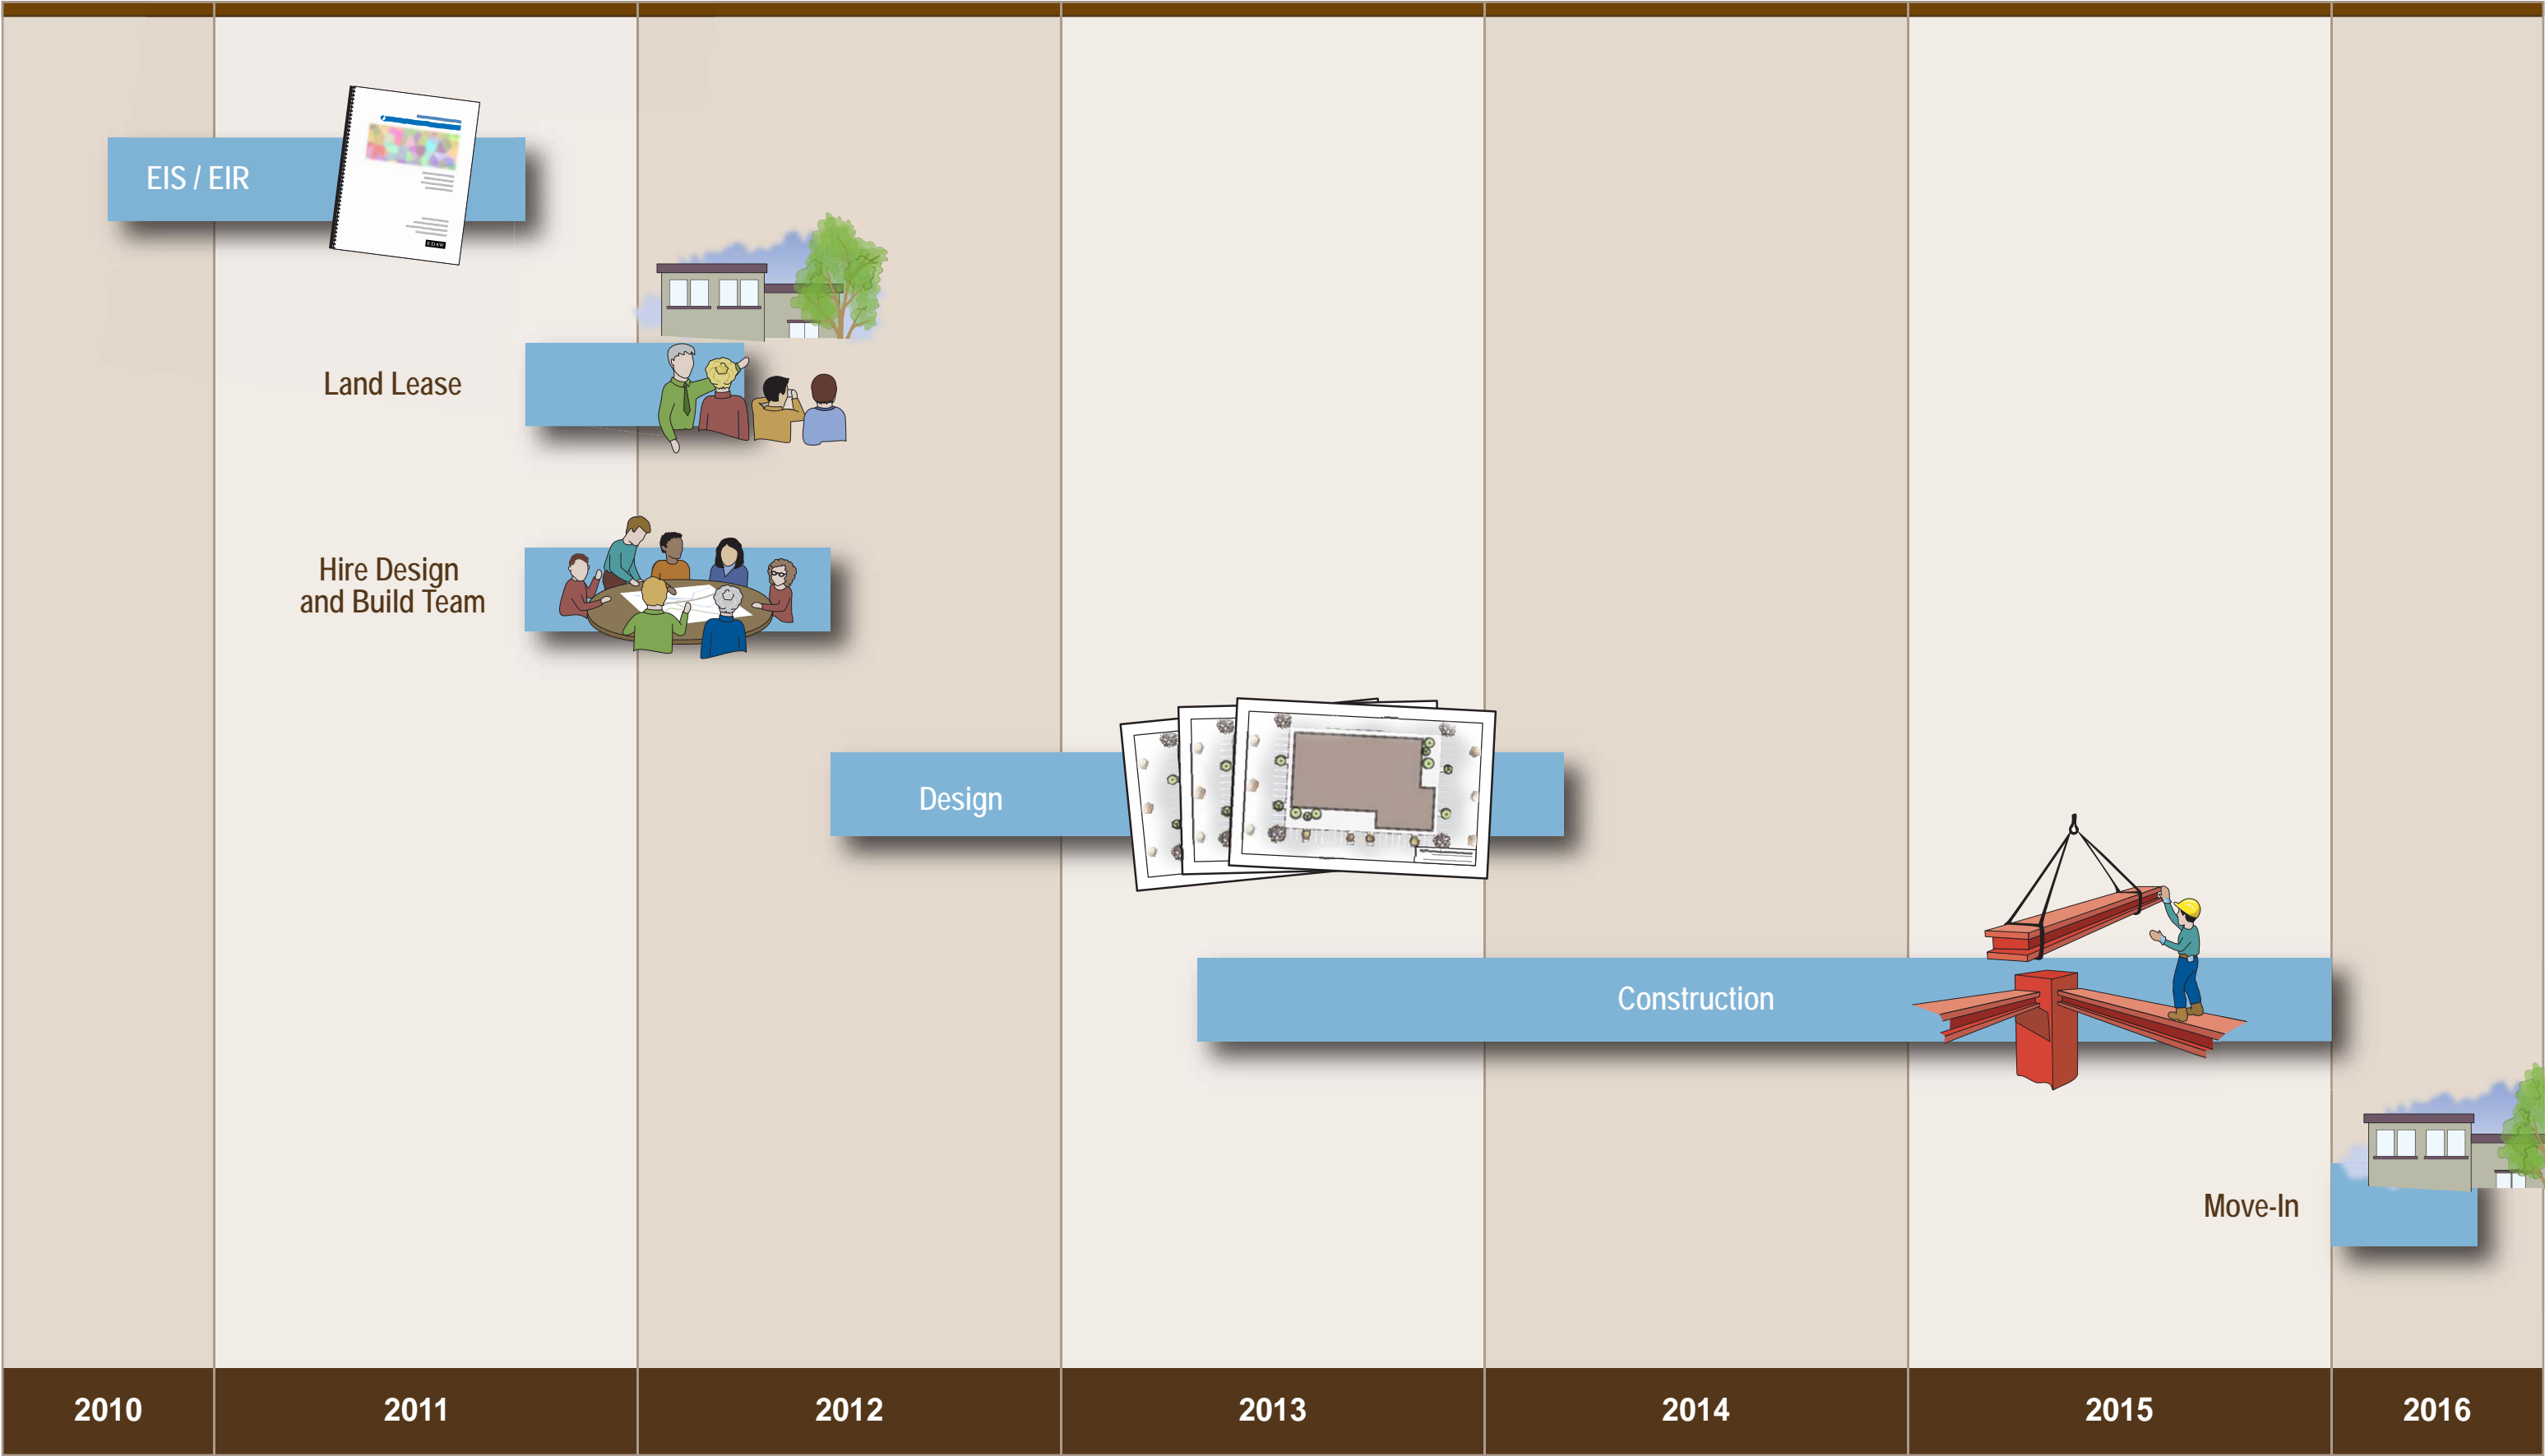 EIS / EIR
EDAW
Land Lease
Hire Design
and Build Team
Design
Construction
Move-In
2010
2011
2012
2013
2014
2015
2016